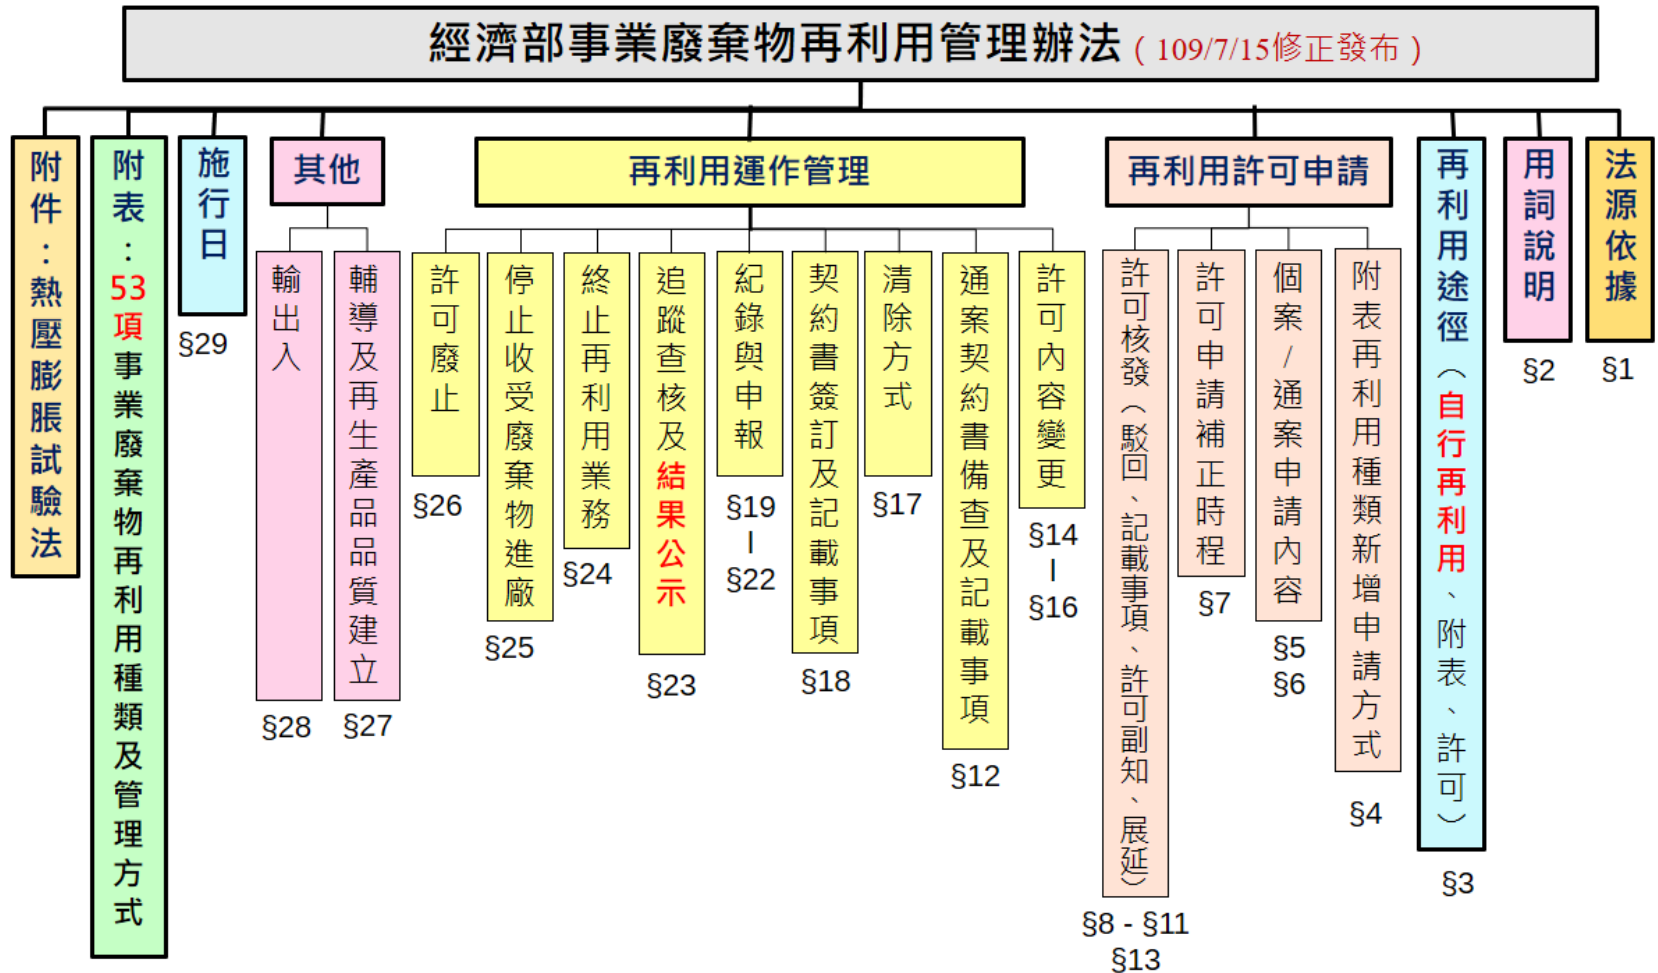 經濟部事業廢棄物再利用管理辦法（109/7/15修正發布）
法源依據
§1
用詞說明
§2
再利用途徑（自行再利用、附表、許可）
§3
再利用許可申請
附表再利用種類新增申請方式
§4
個案/通案申請內容
§5
§6
許可申請補正時程
§7
許可核發（駁回、記載事項、許可副知、展延）
§8 - §11
§13
再利用運作管理
許可內容變更
§14
|
§16
通案契約書備查及記載事項
§12
清除方式
§17
契約書簽訂及記載事項
§18
紀錄與申報
§19
|
§22
追蹤查核及結果公示
§23
終止再利用業務
§24
停止收受廢棄物進廠
§25
許可廢止
§26
其他
輔導及再生產品品質建立
§27
輸出入
§28
施行日
§29
附表：53項事業廢棄物再利用種類及管理方式
附件：熱壓膨脹試驗法